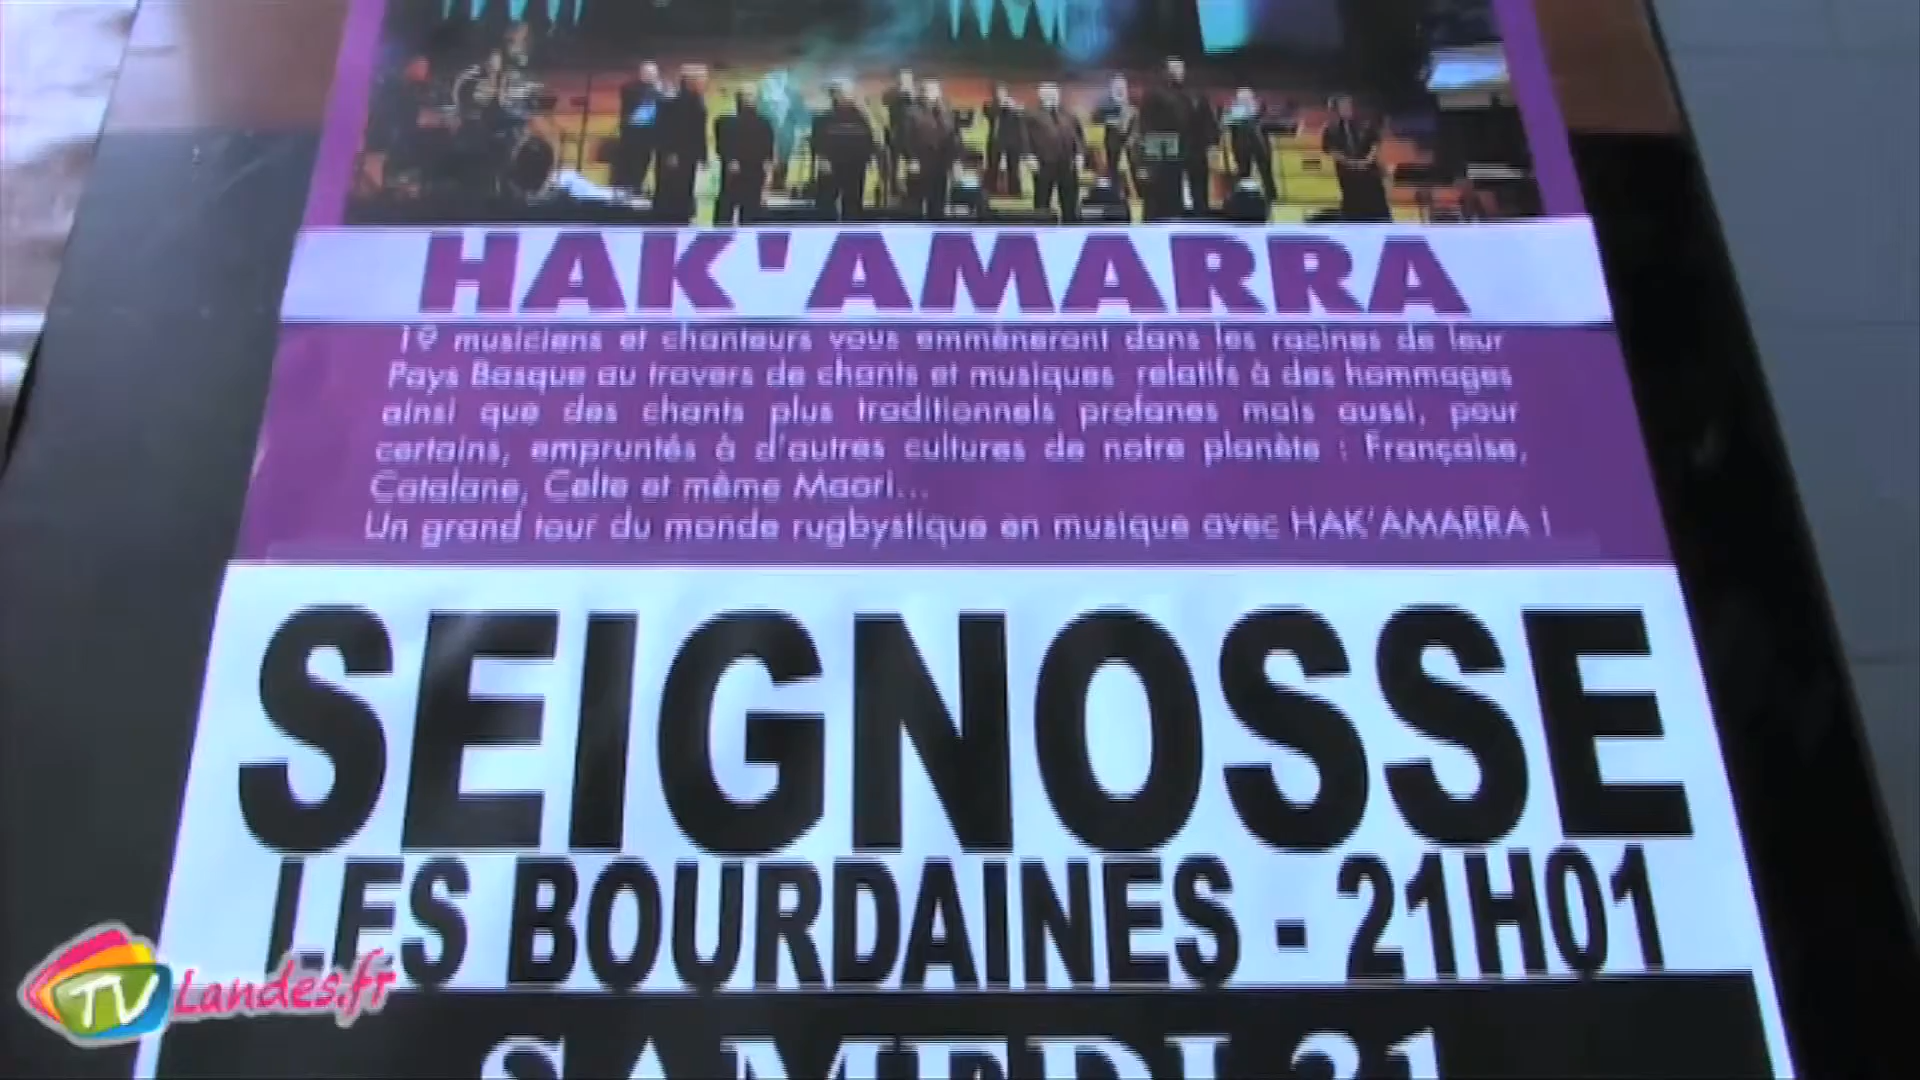 HAK'AMARRA
19 musiciens et chanteurs vous emmèneront dans les racines de leur
Pays Basque au travers de chants et musiques relatifs à des hommages
ainsi que des chants plus traditionnels profanes mais aussi, pour
certains, empruntés à d'autres cultures de notre planète : Française,
Catalane, Celte et même Maori...
Un grand tour du monde rugbystique en musique avec HAK'AMARRA !
SEIGNOSSE
LES BOURDAINES - 21H01
SAMEDI 31
TV Landes.fr